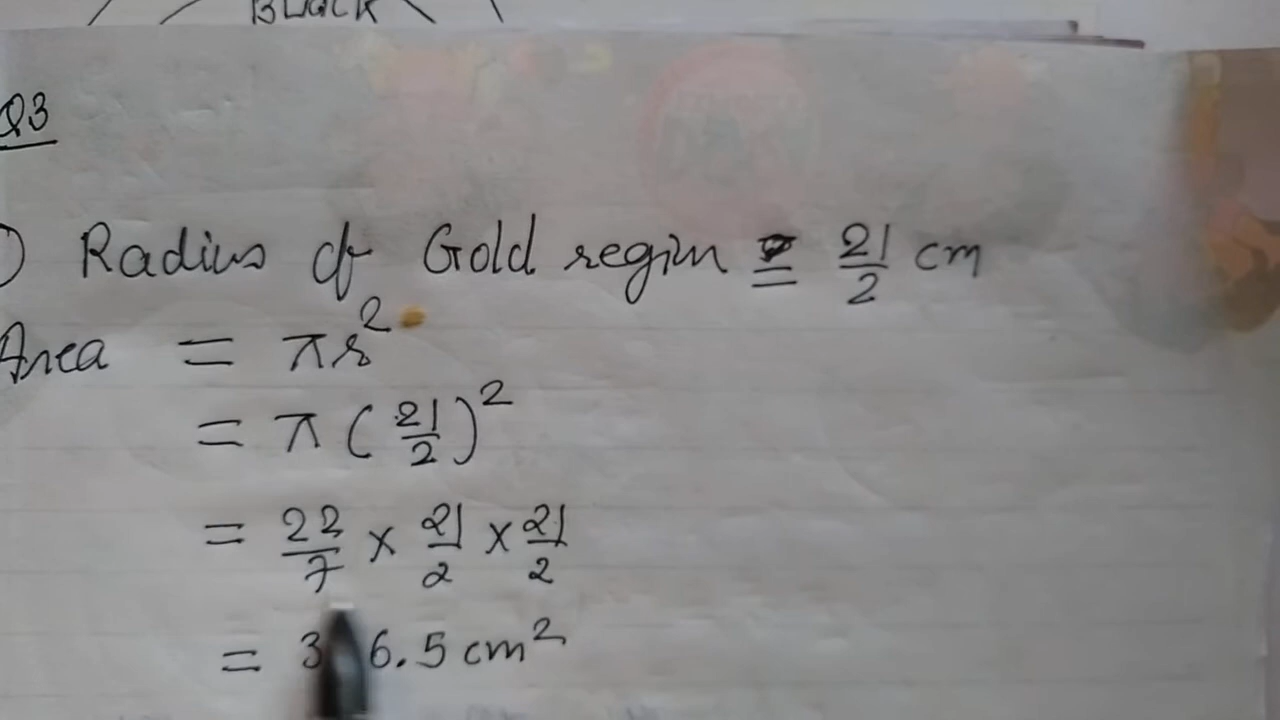 Black
Q3
) Radius of Gold region = 21/2 cm
Area = πr²
= π(21/2)²
= 22/7 × 21/2 × 21/2
= 3 6.5 cm²